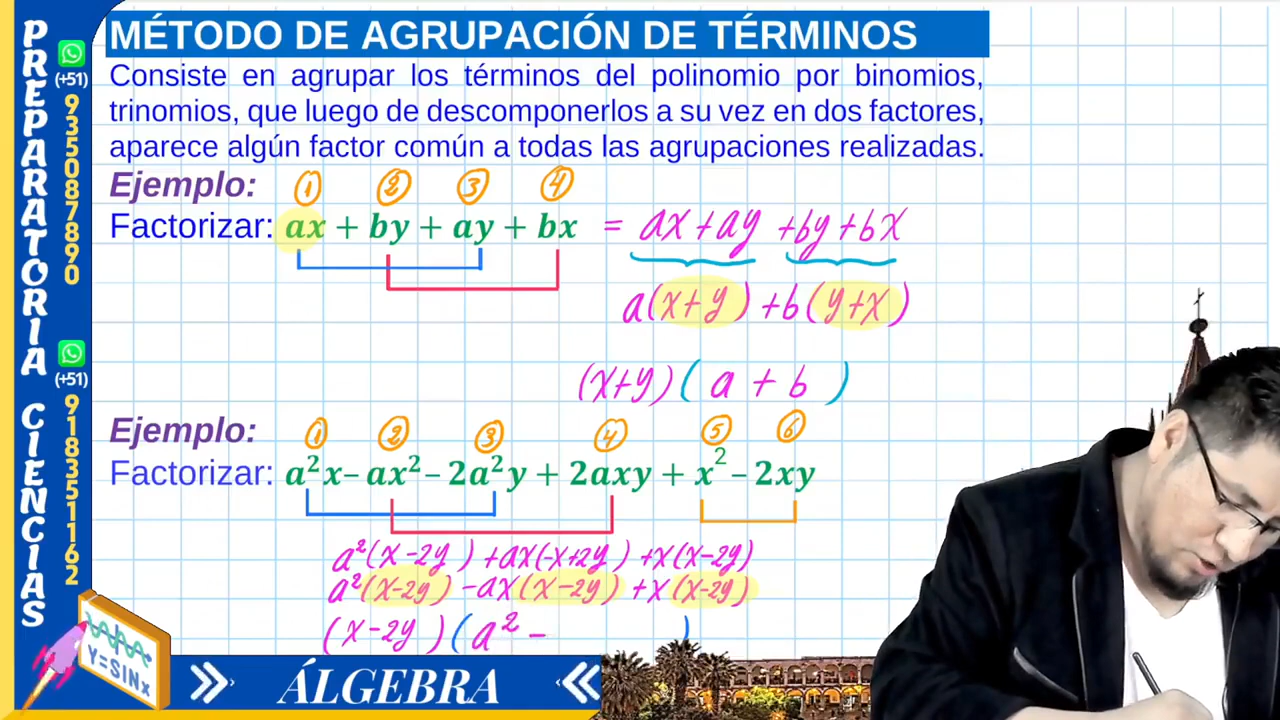 PREPARATORIA CIENCIAS
(+51)
935087890
(+51)
918351162
MÉTODO DE AGRUPACIÓN DE TÉRMINOS
Consiste en agrupar los términos del polinomio por binomios,
trinomios, que luego de descomponerlos a su vez en dos factores,
aparece algún factor común a todas las agrupaciones realizadas.
Ejemplo: 1 2 3 4
Factorizar: ax + by + ay + bx = ax + ay + by + bx
a(x+y) + b(y+x)
(x+y)(a + b)
Ejemplo: 1 2 3 4 5 6
Factorizar: a²x – ax² – 2a²y + 2axy + x² – 2xy
a²(x-2y) + ax(-x+2y) + x(x-2y)
a²(x-2y) - ax(x-2y) + x(x-2y)
(x-2y)(a² - )
Y=SINx
ÁLGEBRA